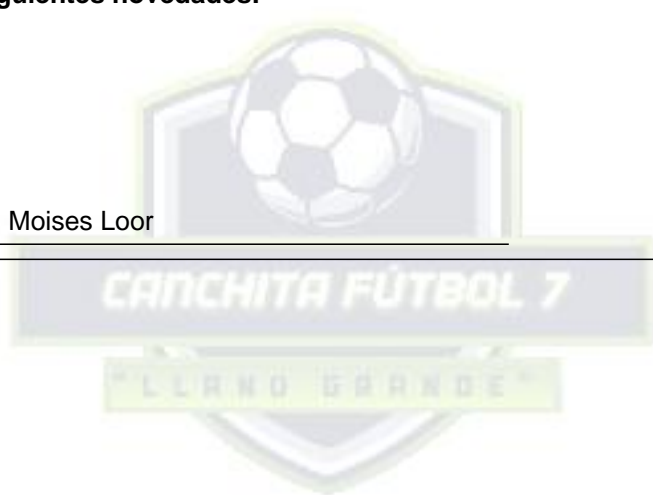 guientes novedades:
Moises Loor
CANCHITA FÚTBOL 7
"LLANO GRANDE"